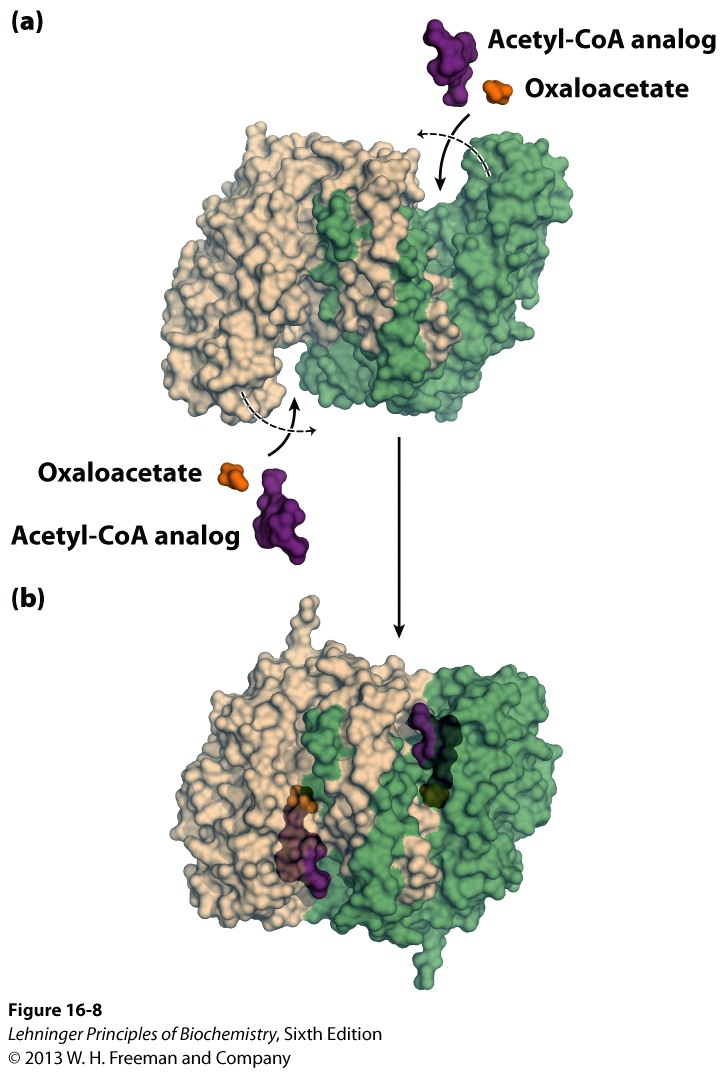 (a)
Acetyl-CoA analog
Oxaloacetate
Oxaloacetate
Acetyl-CoA analog
(b)
Figure 16-8
Lehninger Principles of Biochemistry, Sixth Edition
© 2013 W. H. Freeman and Company